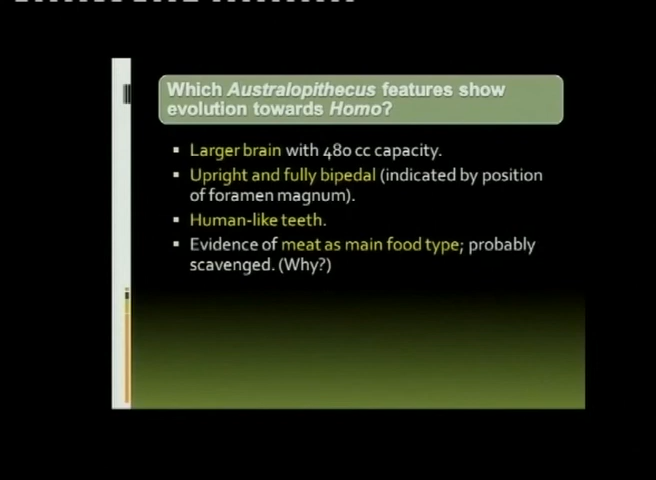 Which Australopithecus features show
evolution towards Homo?
▪ Larger brain with 480 cc capacity.
▪ Upright and fully bipedal (indicated by position
of foramen magnum).
▪ Human-like teeth.
▪ Evidence of meat as main food type; probably
scavenged. (Why?)